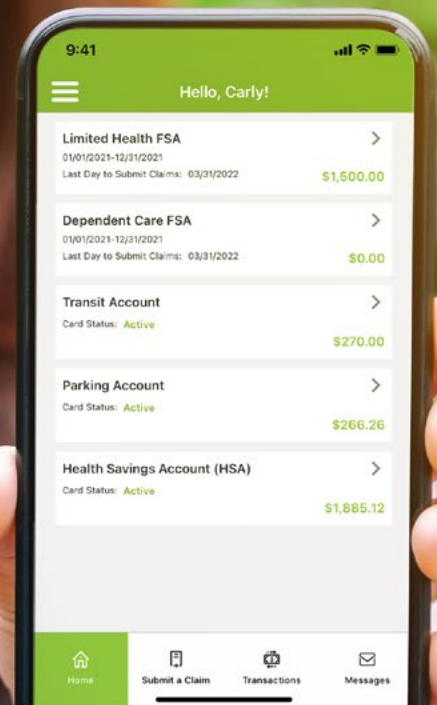 9:41
Hello, Carly!
Limited Health FSA
01/01/2021-12/31/2021
Last Day to Submit Claims: 03/31/2022
$1,500.00
Dependent Care FSA
01/01/2021-12/31/2021
Last Day to Submit Claims: 03/31/2022
$0.00
Transit Account
Card Status: Active
$270.00
Parking Account
Card Status: Active
$266.26
Health Savings Account (HSA)
Card Status: Active
$1,885.12
Home
Submit a Claim
Transactions
Messages